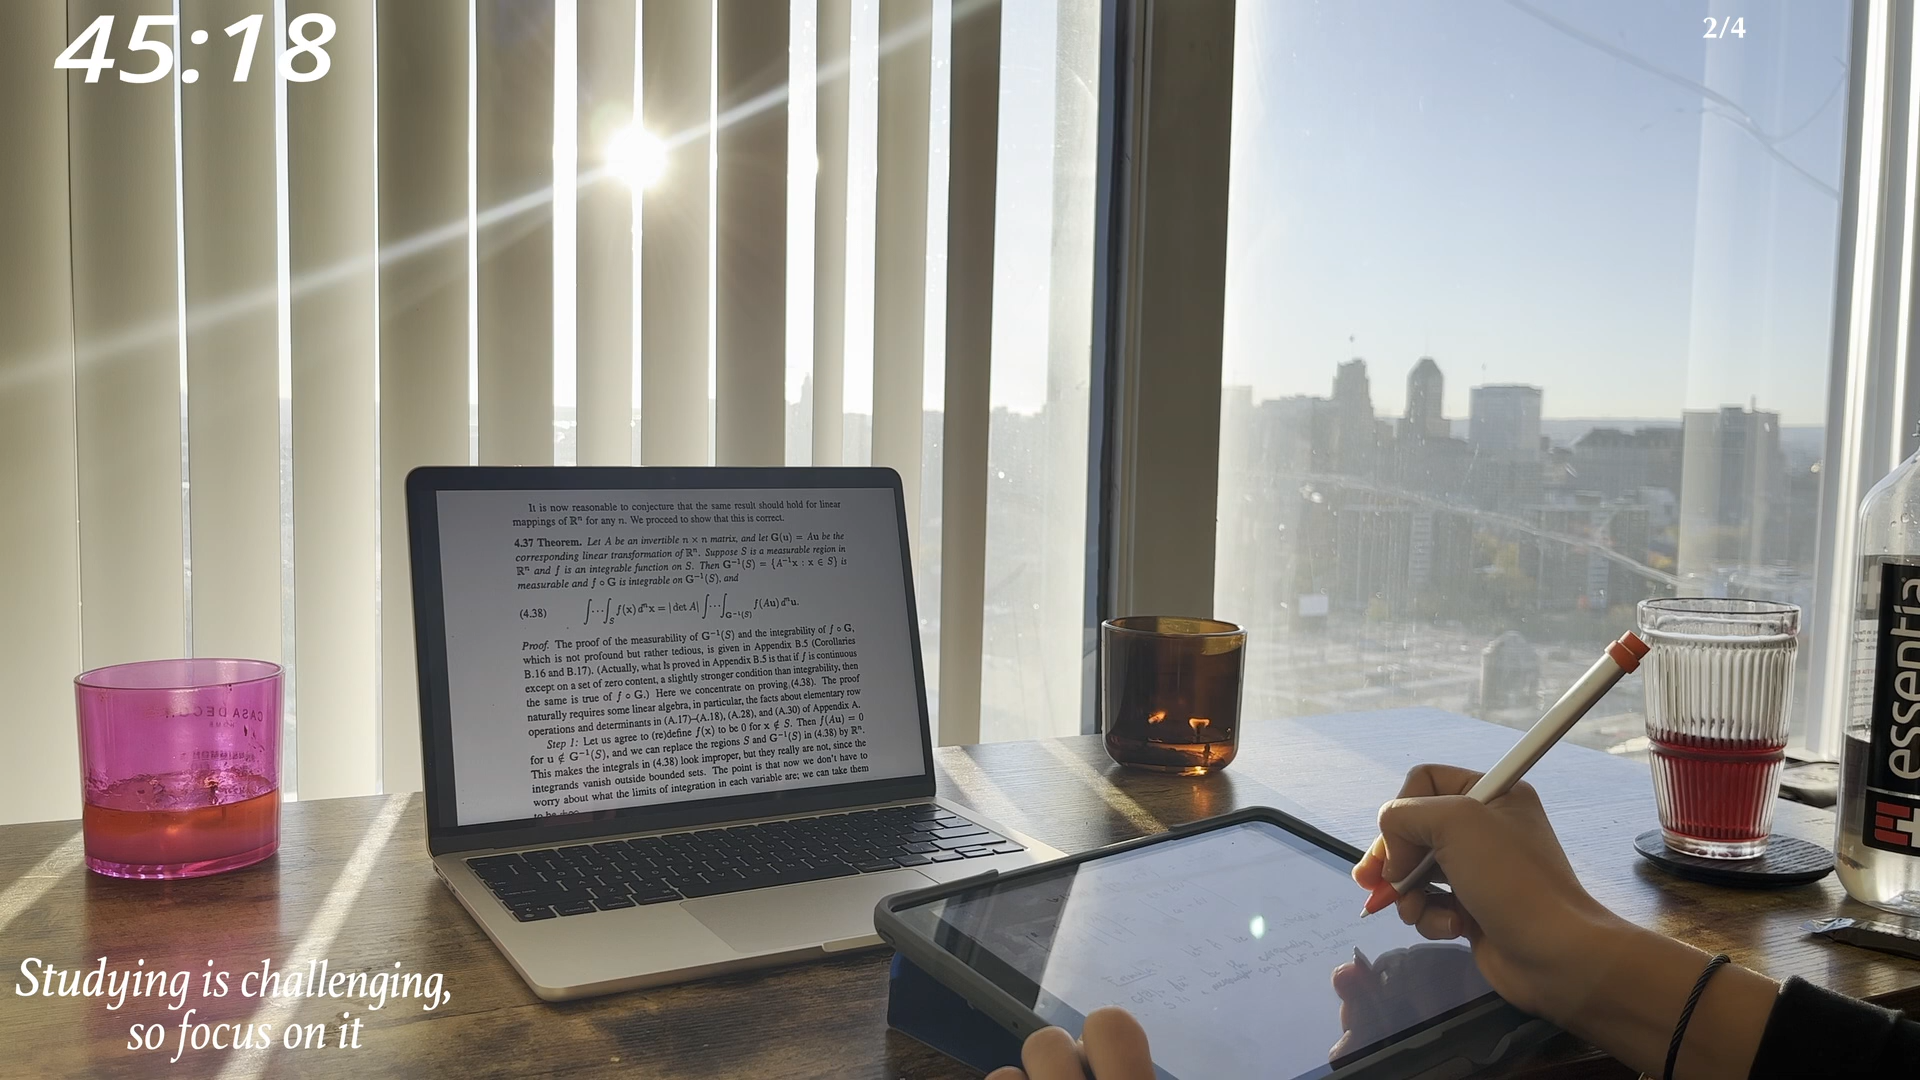 45:18
2/4
It is now reasonable to conjecture that the same result should hold for linear
mappings of ℝⁿ for any n. We proceed to show that this is correct.
4.37 Theorem. Let A be an invertible n × n matrix, and let G(u) = Au be the
corresponding linear transformation of ℝⁿ. Suppose S is a measurable region in
ℝⁿ and f is an integrable function on S. Then G⁻¹(S) = {A⁻¹x : x ∈ S} is
measurable and f ∘ G is integrable on G⁻¹(S), and
(4.38) ∫···∫_S f(x) dⁿx = |det A| ∫···∫_{G⁻¹(S)} f(Au) dⁿu.
Proof. The proof of the measurability of G⁻¹(S) and the integrability of f ∘ G,
which is not profound but rather tedious, is given in Appendix B.5 (Corollaries
B.16 and B.17). (Actually, what is proved in Appendix B.5 is that if f is continuous
except on a set of zero content, a slightly stronger condition than integrability, then
the same is true of f ∘ G.) Here we concentrate on proving (4.38). The proof
naturally requires some linear algebra, in particular, the facts about elementary row
operations and determinants in (A.17)–(A.18), (A.28), and (A.30) of Appendix A.
Step 1: Let us agree to (re)define f(x) to be 0 for x ∉ S. Then f(Au) = 0
for u ∉ G⁻¹(S), and we can replace the regions S and G⁻¹(S) in (4.38) by ℝⁿ.
This makes the integrals in (4.38) look improper, but they really are not, since the
integrands vanish outside bounded sets. The point is that now we don't have to
worry about what the limits of integration in each variable are; we can take them
to be
CASA DECOR
HOME
essentia
Studying is challenging,
so focus on it